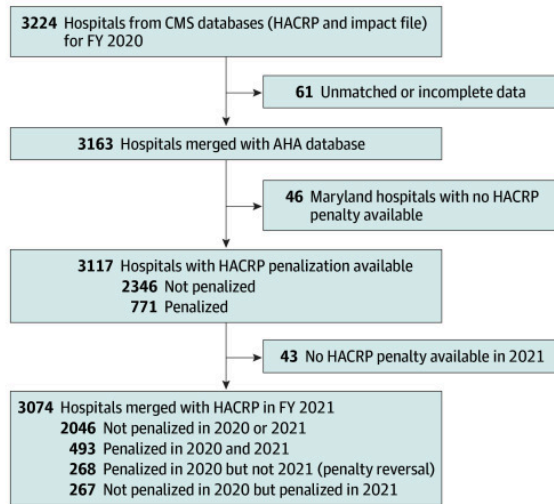 3224 Hospitals from CMS databases (HACRP and impact file)
for FY 2020
61 Unmatched or incomplete data
3163 Hospitals merged with AHA database
46 Maryland hospitals with no HACRP
penalty available
3117 Hospitals with HACRP penalization available
2346 Not penalized
771 Penalized
43 No HACRP penalty available in 2021
3074 Hospitals merged with HACRP in FY 2021
2046 Not penalized in 2020 or 2021
493 Penalized in 2020 and 2021
268 Penalized in 2020 but not 2021 (penalty reversal)
267 Not penalized in 2020 but penalized in 2021